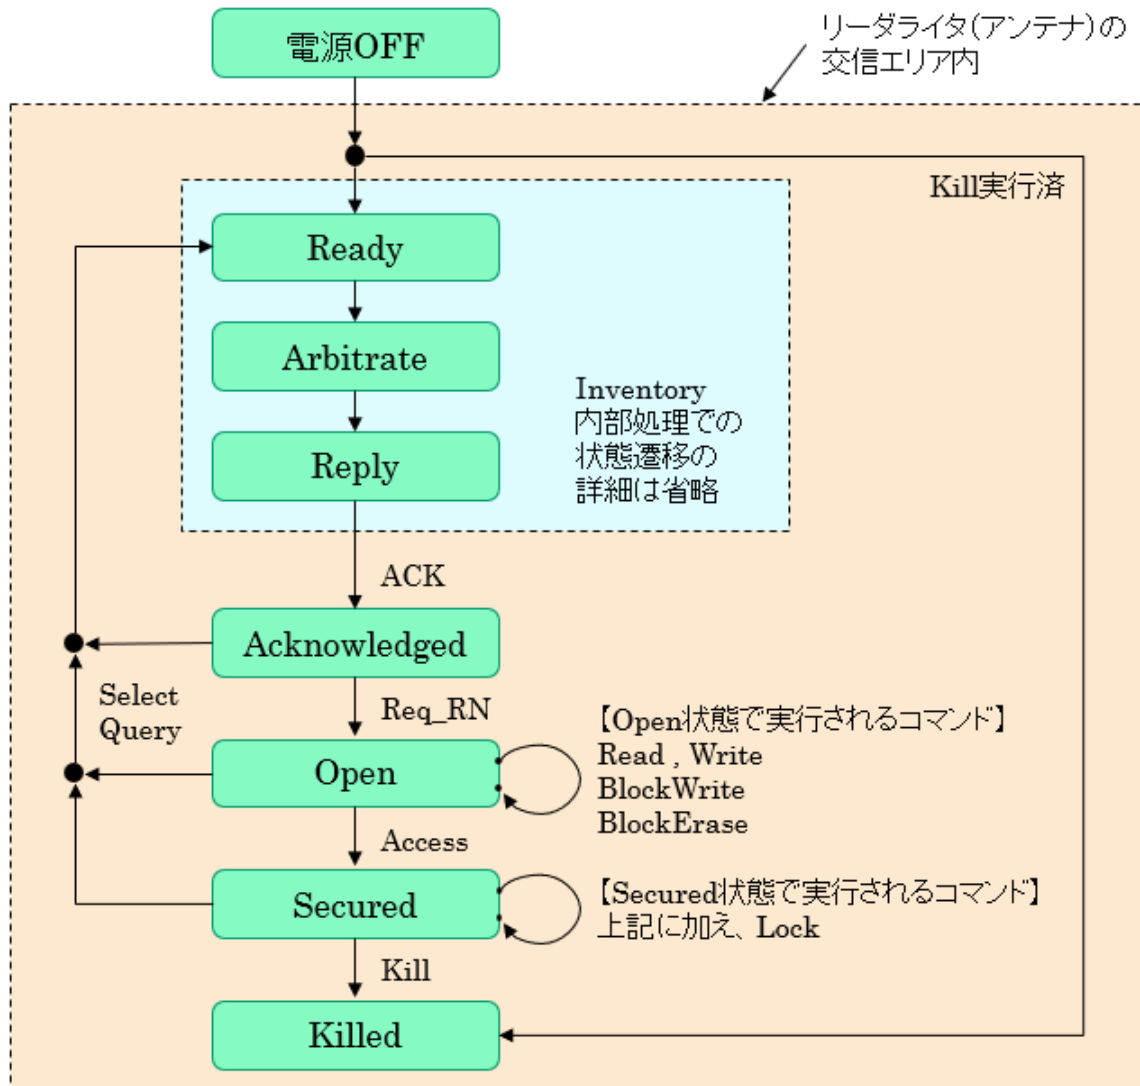 電源OFF
リーダライタ(アンテナ)の
交信エリア内
Kill実行済
Ready
Arbitrate
Reply
Inventory
内部処理での
状態遷移の
詳細は省略
ACK
Acknowledged
Select
Query
Req_RN
Open
【Open状態で実行されるコマンド】
Read , Write
BlockWrite
BlockErase
Access
Secured
【Secured状態で実行されるコマンド】
上記に加え、Lock
Kill
Killed